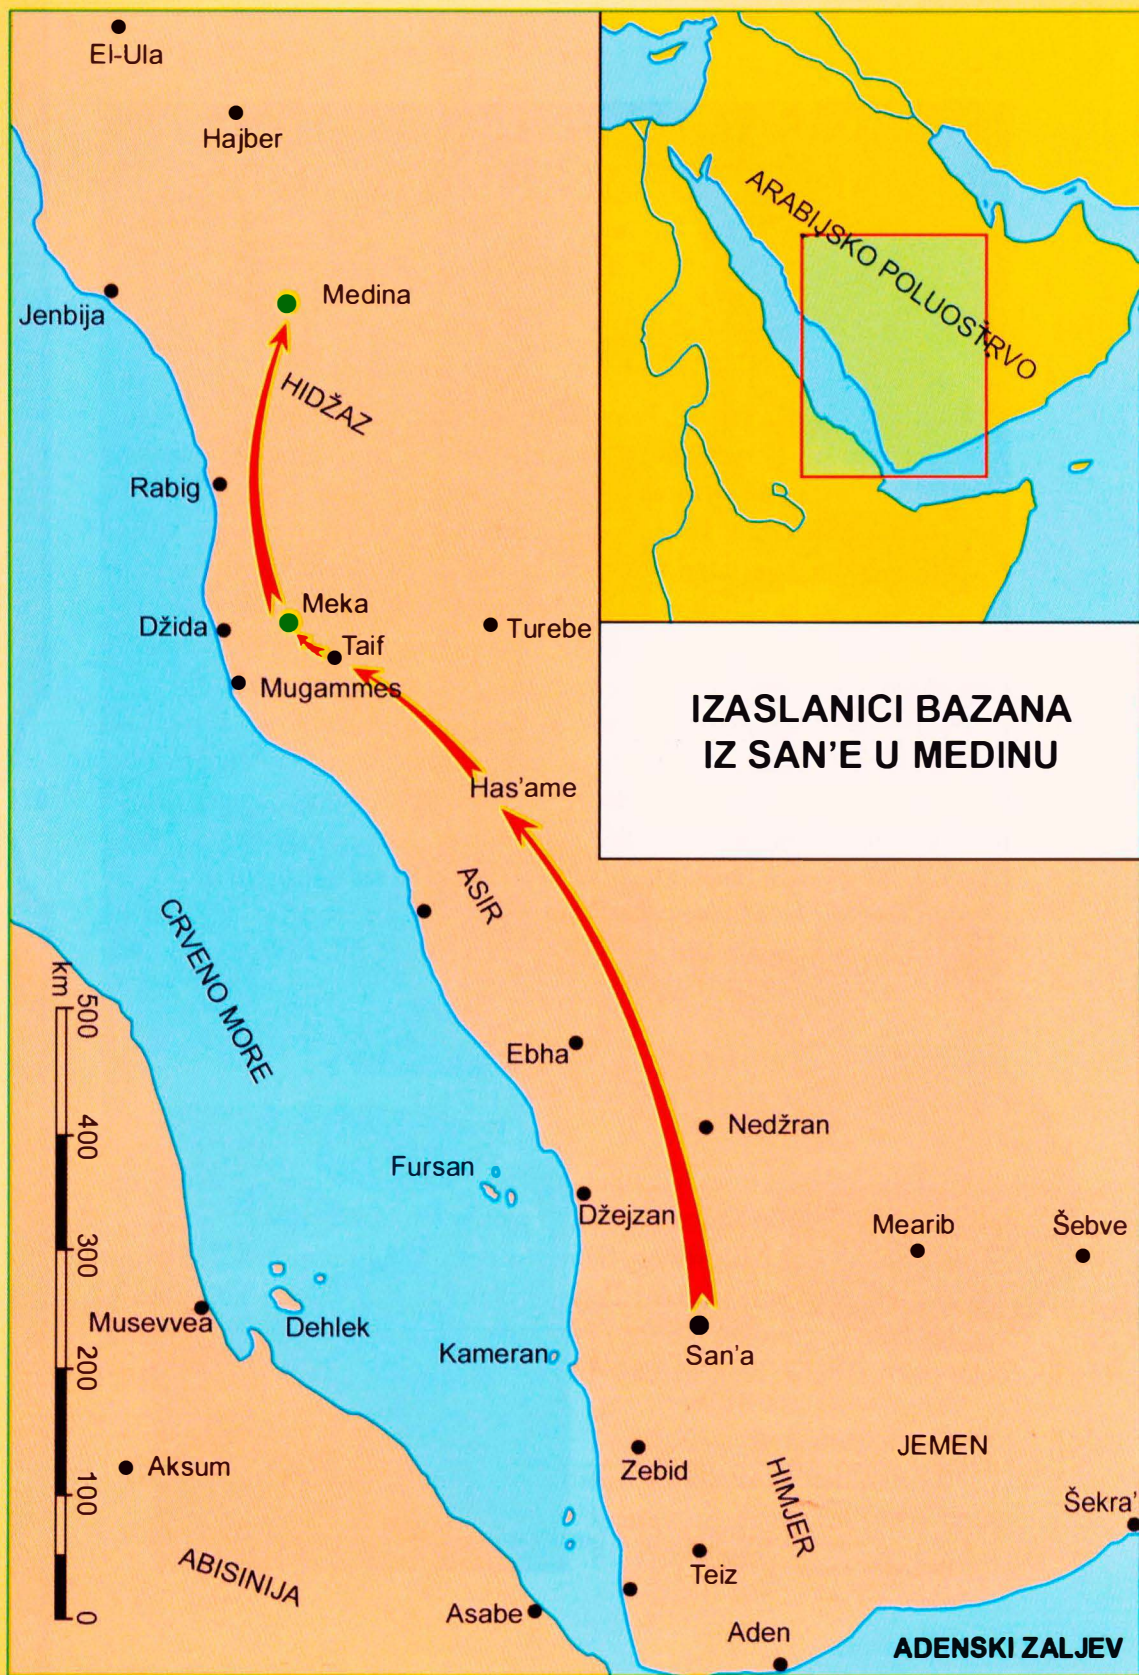 El-Ula
Hajber
Medina
Jenbija
HIDŽAZ
Rabig
Meka
Džida
Taif
Turebe
Mugammes
Has'ame
ARABIJSKO POLUOSTRVO
IZASLANICI BAZANA
IZ SAN'E U MEDINU
ASIR
CRVENO MORE
km
500
400
300
200
100
0
Ebha
Nedžran
Fursan
Džejzan
Mearib
Šebve
Musevvea
Dehlek
Kameran
San'a
Aksum
Zebid
HIMJER
JEMEN
Šekra'
ABISINIJA
Teiz
Asabe
Aden
ADENSKI ZALJEV